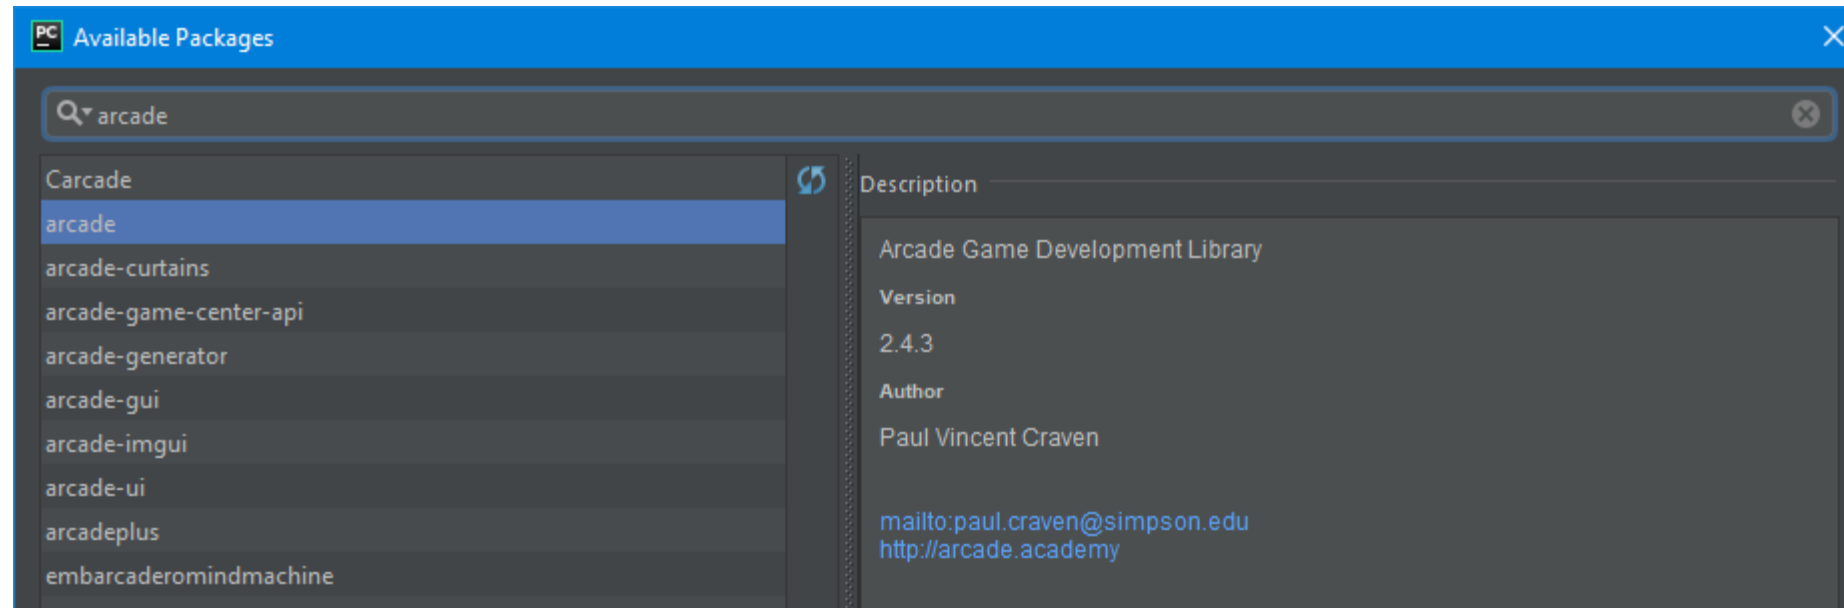 PC Available Packages
arcade
Carcade
arcade
arcade-curtains
arcade-game-center-api
arcade-generator
arcade-gui
arcade-imgui
arcade-ui
arcadeplus
embarcaderomindmachine
Description
Arcade Game Development Library
Version
2.4.3
Author
Paul Vincent Craven
mailto:paul.craven@simpson.edu
http://arcade.academy